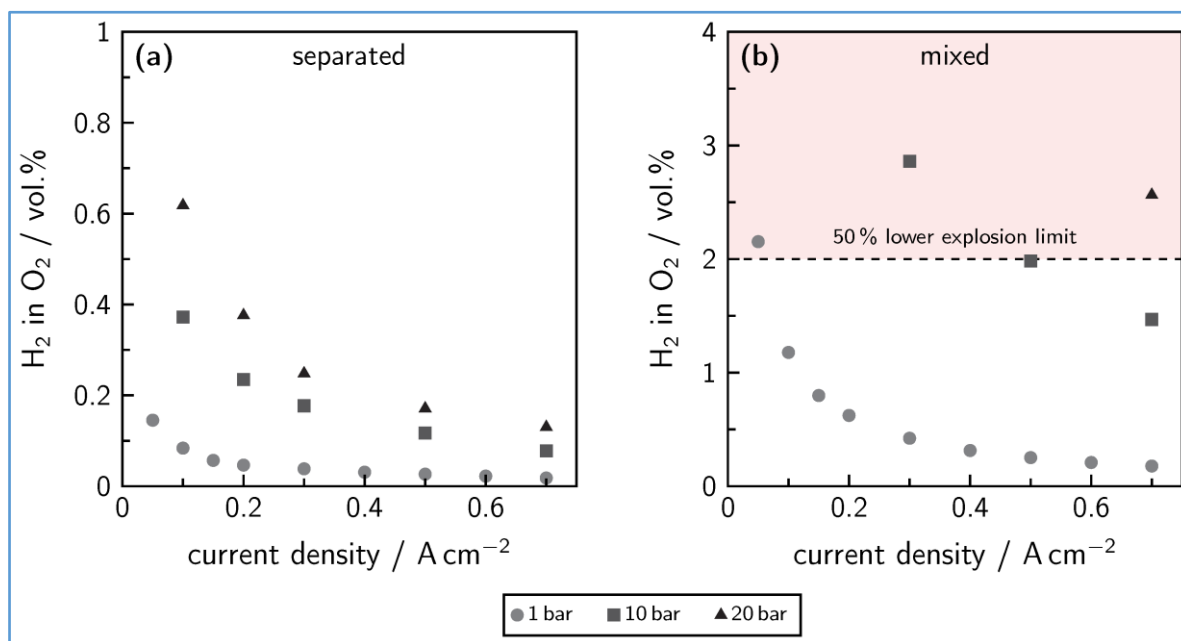 (a) separated
1
0.8
0.6
0.4
0.2
0
0 0.2 0.4 0.6
H₂ in O₂ / vol.%
current density / A cm⁻²
(b) mixed
4
3
2
1
0
0 0.2 0.4 0.6
H₂ in O₂ / vol.%
50 % lower explosion limit
current density / A cm⁻²
1 bar 10 bar 20 bar